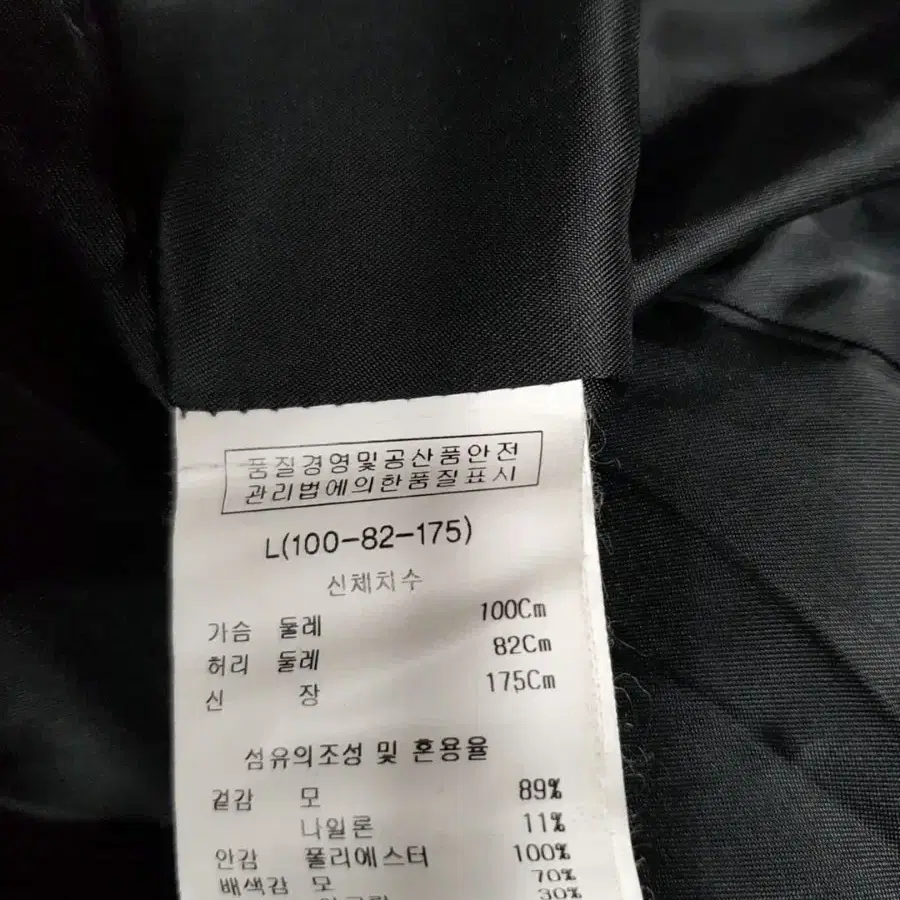 품질경영및공산품안전
관리법에의한품질표시
L(100-82-175)
신체치수
가슴 둘레 100Cm
허리 둘레 82Cm
신 장 175Cm
섬유의조성 및 혼용율
겉감 모 89%
나일론 11%
안감 폴리에스터 100%
배색감 모 70%
30%